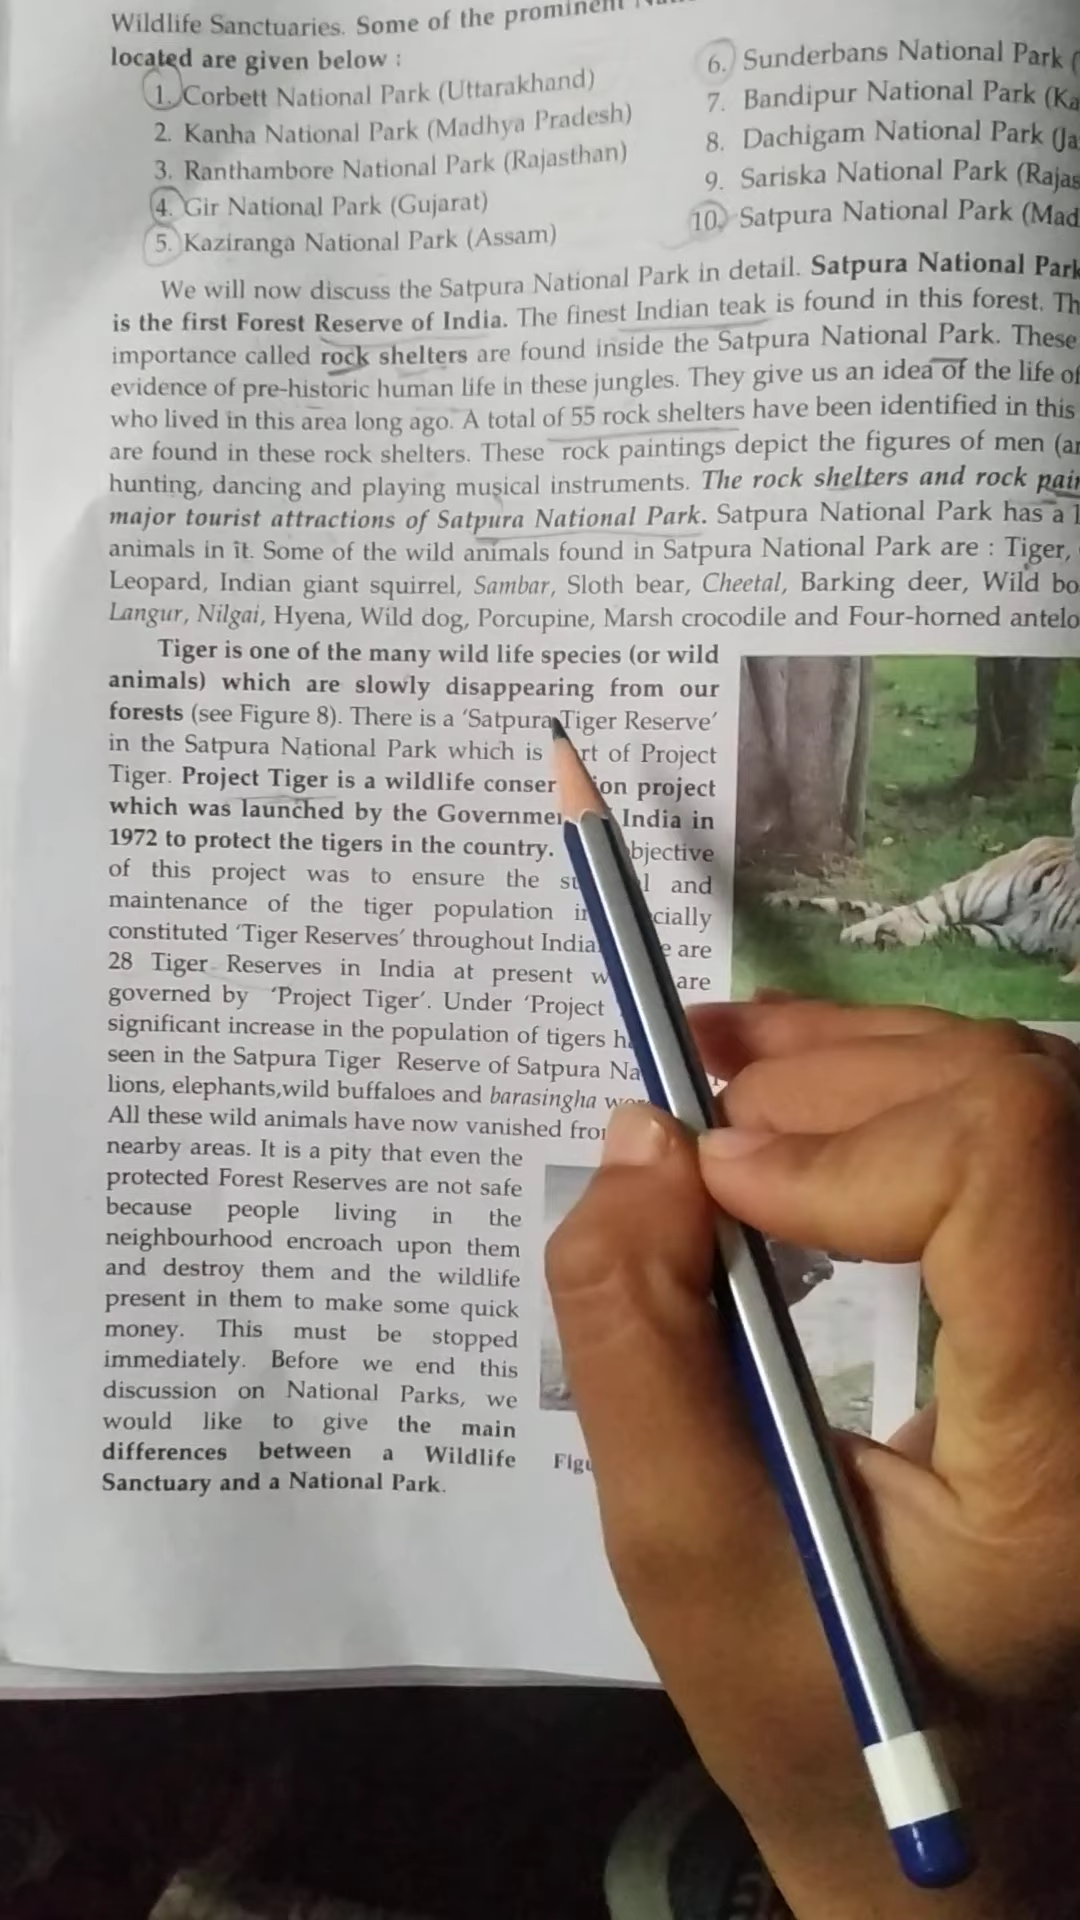 Wildlife Sanctuaries. Some of the prominent
located are given below :
1. Corbett National Park (Uttarakhand)
2. Kanha National Park (Madhya Pradesh)
3. Ranthambore National Park (Rajasthan)
4. Gir National Park (Gujarat)
5. Kaziranga National Park (Assam)
6. Sunderbans National Park (
7. Bandipur National Park (Ka
8. Dachigam National Park (Ja
9. Sariska National Park (Rajas
10. Satpura National Park (Mad
We will now discuss the Satpura National Park in detail. Satpura National Park
is the first Forest Reserve of India. The finest Indian teak is found in this forest. Th
importance called rock shelters are found inside the Satpura National Park. These
evidence of pre-historic human life in these jungles. They give us an idea of the life of
who lived in this area long ago. A total of 55 rock shelters have been identified in this
are found in these rock shelters. These rock paintings depict the figures of men (ar
hunting, dancing and playing musical instruments. The rock shelters and rock pain
major tourist attractions of Satpura National Park. Satpura National Park has a l
animals in it. Some of the wild animals found in Satpura National Park are : Tiger,
Leopard, Indian giant squirrel, Sambar, Sloth bear, Cheetal, Barking deer, Wild bo
Langur, Nilgai, Hyena, Wild dog, Porcupine, Marsh crocodile and Four-horned antelo
Tiger is one of the many wild life species (or wild
animals) which are slowly disappearing from our
forests (see Figure 8). There is a 'Satpura Tiger Reserve'
in the Satpura National Park which is rt of Project
Tiger. Project Tiger is a wildlife conser ion project
which was launched by the Governmen India in
1972 to protect the tigers in the country. bjective
of this project was to ensure the su l and
maintenance of the tiger population in cially
constituted 'Tiger Reserves' throughout India. e are
28 Tiger Reserves in India at present w are
governed by 'Project Tiger'. Under 'Project
significant increase in the population of tigers ha
seen in the Satpura Tiger Reserve of Satpura Na
lions, elephants,wild buffaloes and barasingha wer
All these wild animals have now vanished from
nearby areas. It is a pity that even the
protected Forest Reserves are not safe
because people living in the
neighbourhood encroach upon them
and destroy them and the wildlife
present in them to make some quick
money. This must be stopped
immediately. Before we end this
discussion on National Parks, we
would like to give the main
differences between a Wildlife
Sanctuary and a National Park.
Figu